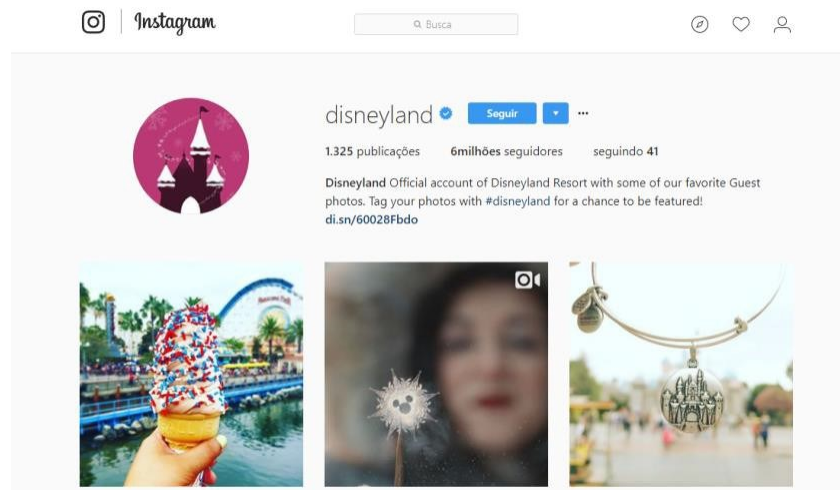 Instagram
Busca
disneyland
Seguir
1.325 publicações 6milhões seguidores seguindo 41
Disneyland Official account of Disneyland Resort with some of our favorite Guest
photos. Tag your photos with #disneyland for a chance to be featured!
di.sn/60028Fbdo